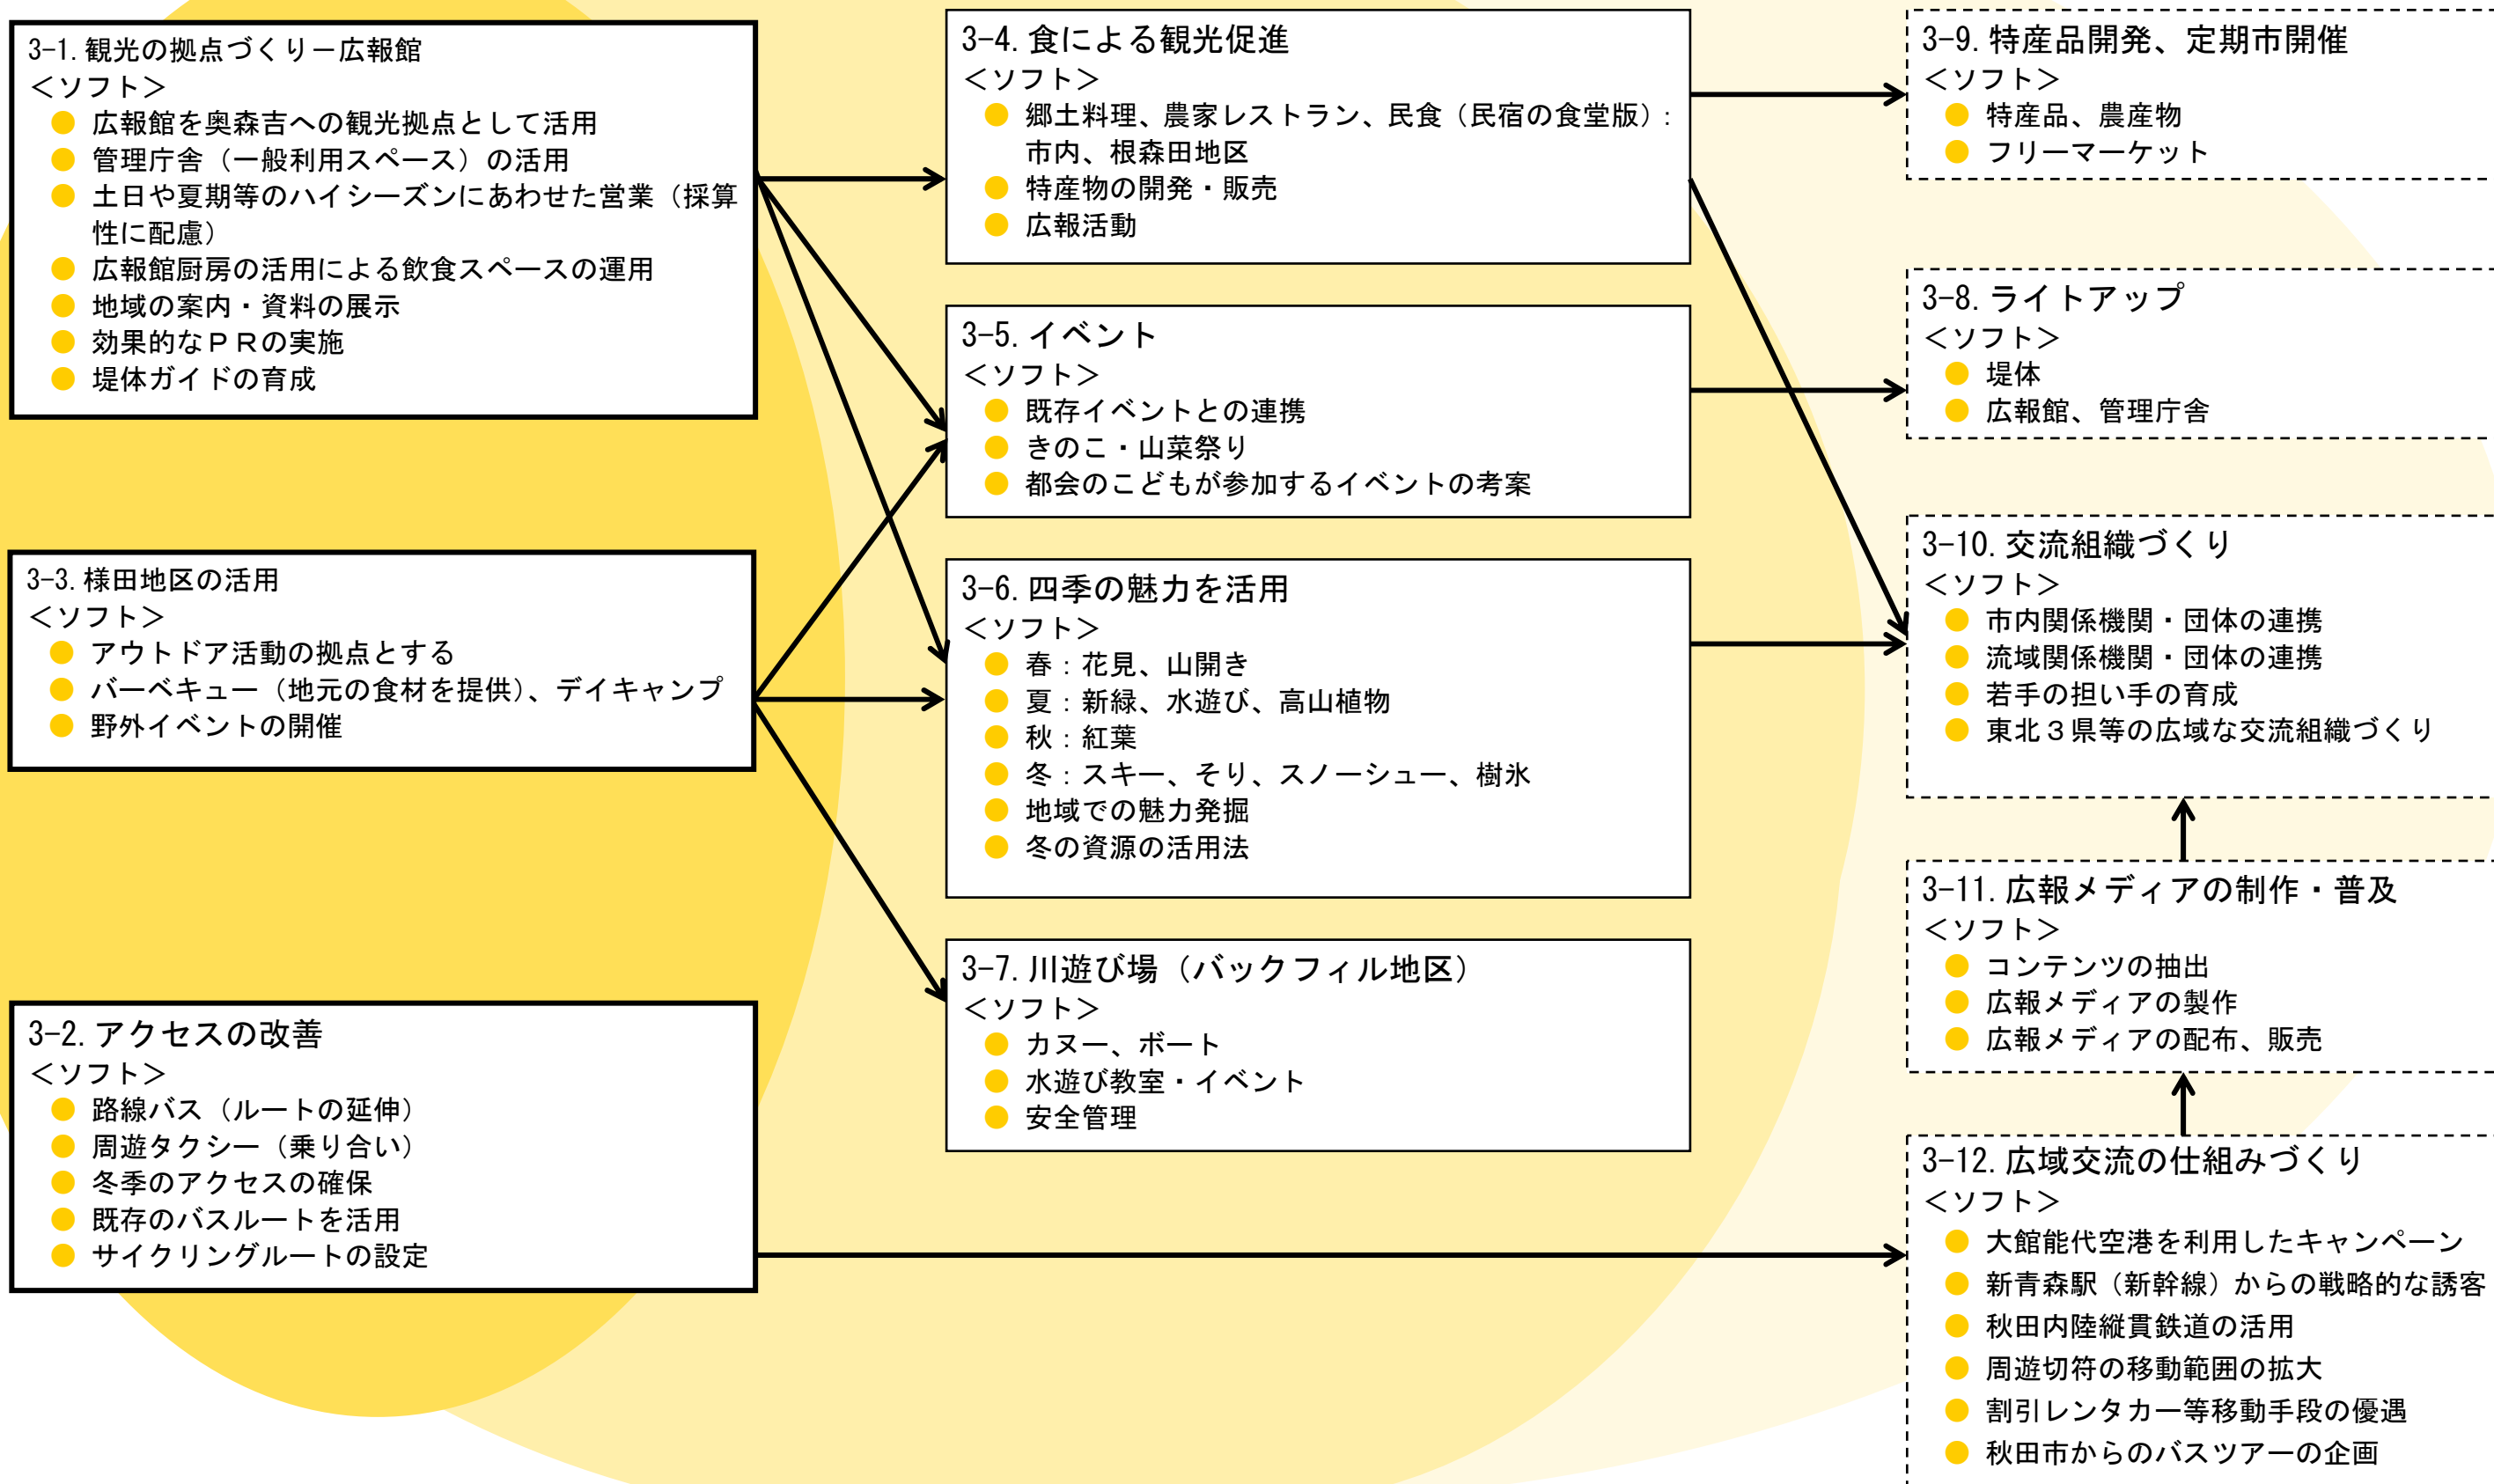 3-1.観光の拠点づくり－広報館
＜ソフト＞
● 広報館を奥森吉への観光拠点として活用
● 管理庁舎（一般利用スペース）の活用
● 土日や夏期等のハイシーズンにあわせた営業（採算
性に配慮）
● 広報館厨房の活用による飲食スペースの運用
● 地域の案内・資料の展示
● 効果的なＰＲの実施
● 堤体ガイドの育成
3-3.様田地区の活用
＜ソフト＞
● アウトドア活動の拠点とする
● バーベキュー（地元の食材を提供）、デイキャンプ
● 野外イベントの開催
3-2.アクセスの改善
＜ソフト＞
● 路線バス（ルートの延伸）
● 周遊タクシー（乗り合い）
● 冬季のアクセスの確保
● 既存のバスルートを活用
● サイクリングルートの設定
3-4.食による観光促進
＜ソフト＞
● 郷土料理、農家レストラン、民食（民宿の食堂版）：
市内、根森田地区
● 特産物の開発・販売
● 広報活動
3-5.イベント
＜ソフト＞
● 既存イベントとの連携
● きのこ・山菜祭り
● 都会のこどもが参加するイベントの考案
3-6.四季の魅力を活用
＜ソフト＞
● 春：花見、山開き
● 夏：新緑、水遊び、高山植物
● 秋：紅葉
● 冬：スキー、そり、スノーシュー、樹氷
● 地域での魅力発掘
● 冬の資源の活用法
3-7.川遊び場（バックフィル地区）
＜ソフト＞
● カヌー、ボート
● 水遊び教室・イベント
● 安全管理
3-9.特産品開発、定期市開催
＜ソフト＞
● 特産品、農産物
● フリーマーケット
3-8.ライトアップ
＜ソフト＞
● 堤体
● 広報館、管理庁舎
3-10.交流組織づくり
＜ソフト＞
● 市内関係機関・団体の連携
● 流域関係機関・団体の連携
● 若手の担い手の育成
● 東北３県等の広域な交流組織づくり
3-11.広報メディアの制作・普及
＜ソフト＞
● コンテンツの抽出
● 広報メディアの製作
● 広報メディアの配布、販売
3-12.広域交流の仕組みづくり
＜ソフト＞
● 大館能代空港を利用したキャンペーン
● 新青森駅（新幹線）からの戦略的な誘客
● 秋田内陸縦貫鉄道の活用
● 周遊切符の移動範囲の拡大
● 割引レンタカー等移動手段の優遇
● 秋田市からのバスツアーの企画